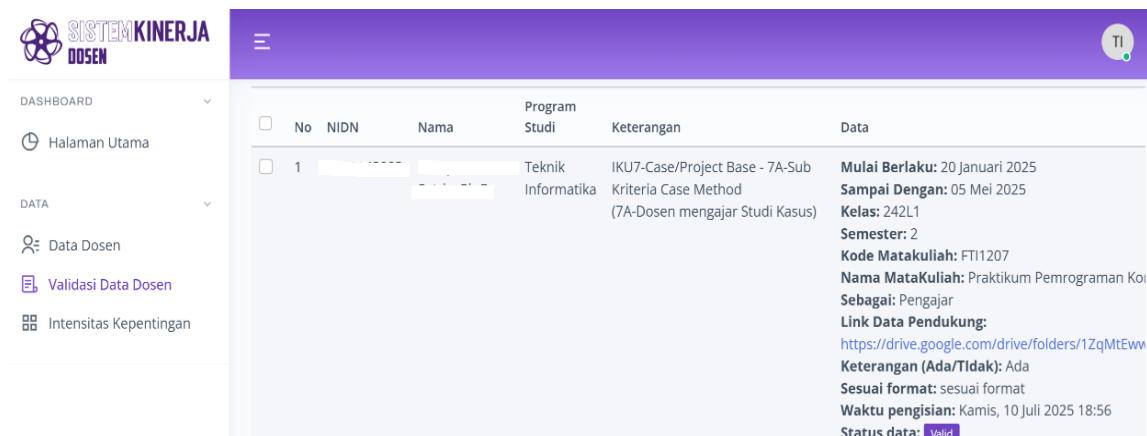 SISTEMKINERJA
DOSEN
TI
DASHBOARD
Halaman Utama
DATA
Data Dosen
Validasi Data Dosen
Intensitas Kepentingan
No NIDN Nama Program Studi Keterangan Data
1 Teknik Informatika
IKU7-Case/Project Base - 7A-Sub
Kriteria Case Method
(7A-Dosen mengajar Studi Kasus)
Mulai Berlaku: 20 Januari 2025
Sampai Dengan: 05 Mei 2025
Kelas: 242L1
Semester: 2
Kode Matakuliah: FTI1207
Nama MataKuliah: Praktikum Pemrograman
Sebagai: Pengajar
Link Data Pendukung:
https://drive.google.com/drive/folders/1ZqMtEww
Keterangan (Ada/TIdak): Ada
Sesuai format: sesuai format
Waktu pengisian: Kamis, 10 Juli 2025 18:56
Status data: Valid